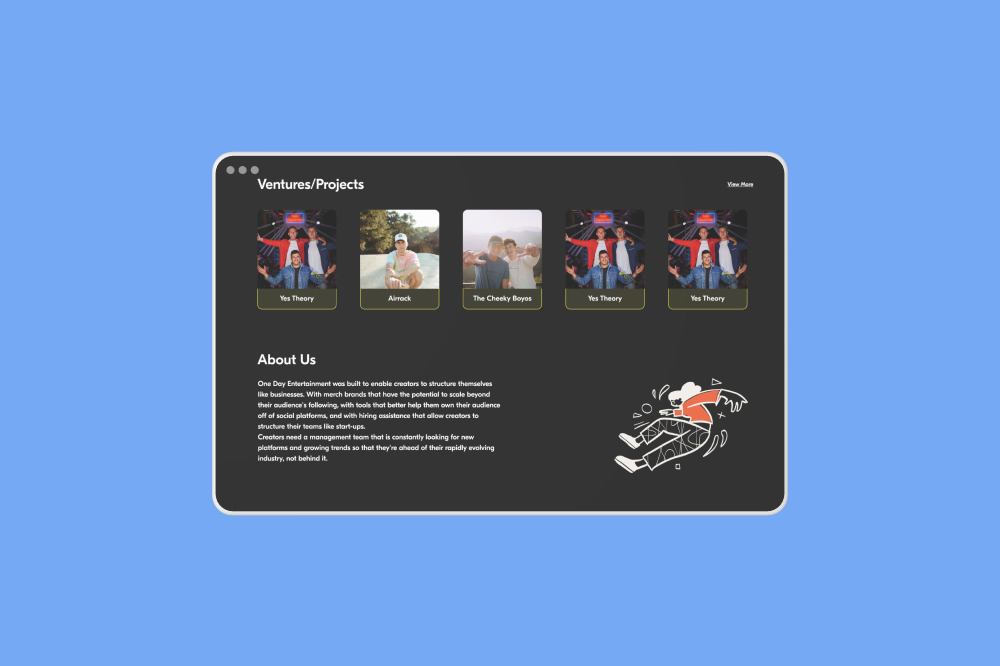 Ventures/Projects
View More
Yes Theory
Airrack
The Cheeky Boyos
Yes Theory
Yes Theory
About Us
One Day Entertainment was built to enable creators to structure themselves
like businesses. With merch brands that have the potential to scale beyond
their audience's following, with tools that better help them own their audience
off of social platforms, and with hiring assistance that allow creators to
structure their teams like start-ups.
Creators need a management team that is constantly looking for new
platforms and growing trends so that they're ahead of their rapidly evolving
industry, not behind it.